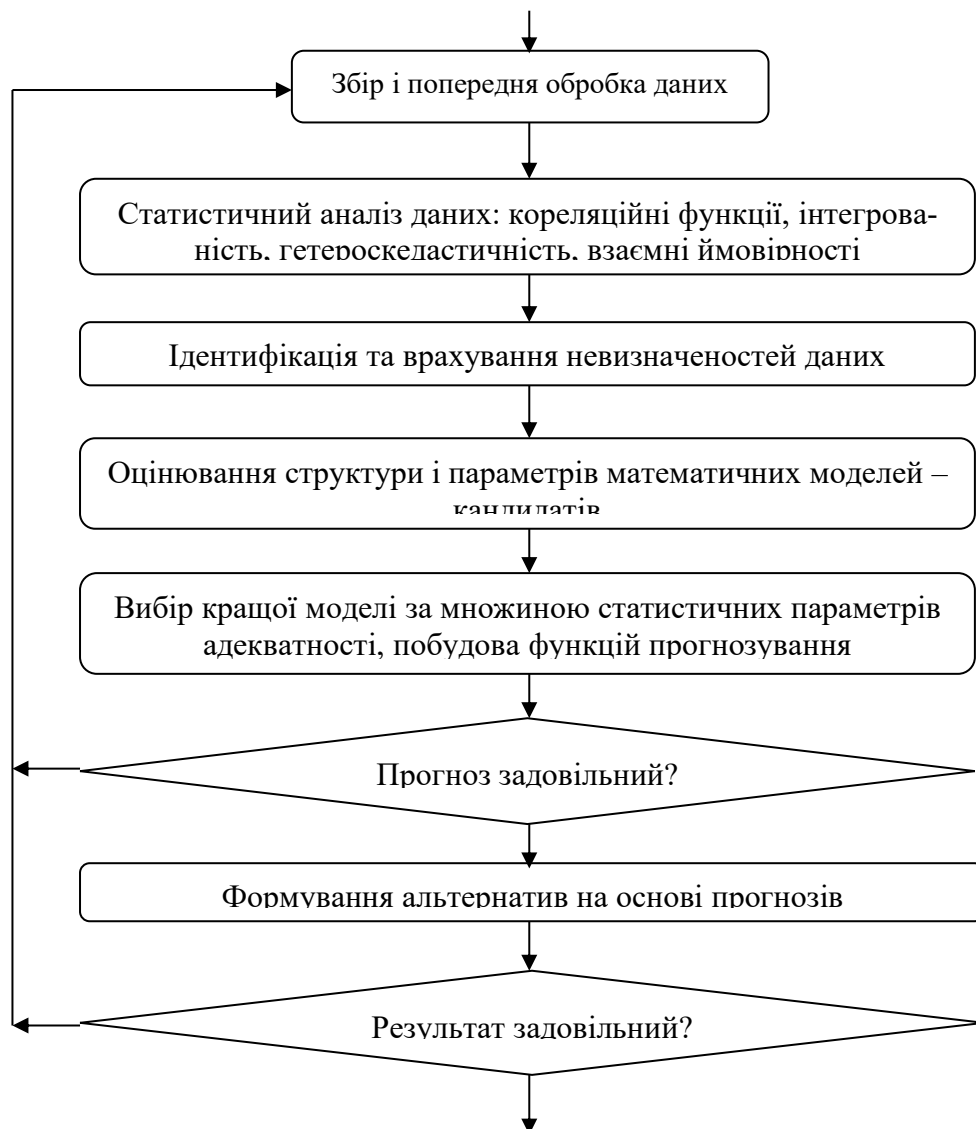 Збір і попередня обробка даних
Статистичний аналіз даних: кореляційні функції, інтегрова-
ність, гетероскедастичність, взаємні ймовірності
Ідентифікація та врахування невизначеностей даних
Оцінювання структури і параметрів математичних моделей –
кандидатів
Вибір кращої моделі за множиною статистичних параметрів
адекватності, побудова функцій прогнозування
Прогноз задовільний?
Формування альтернатив на основі прогнозів
Результат задовільний?